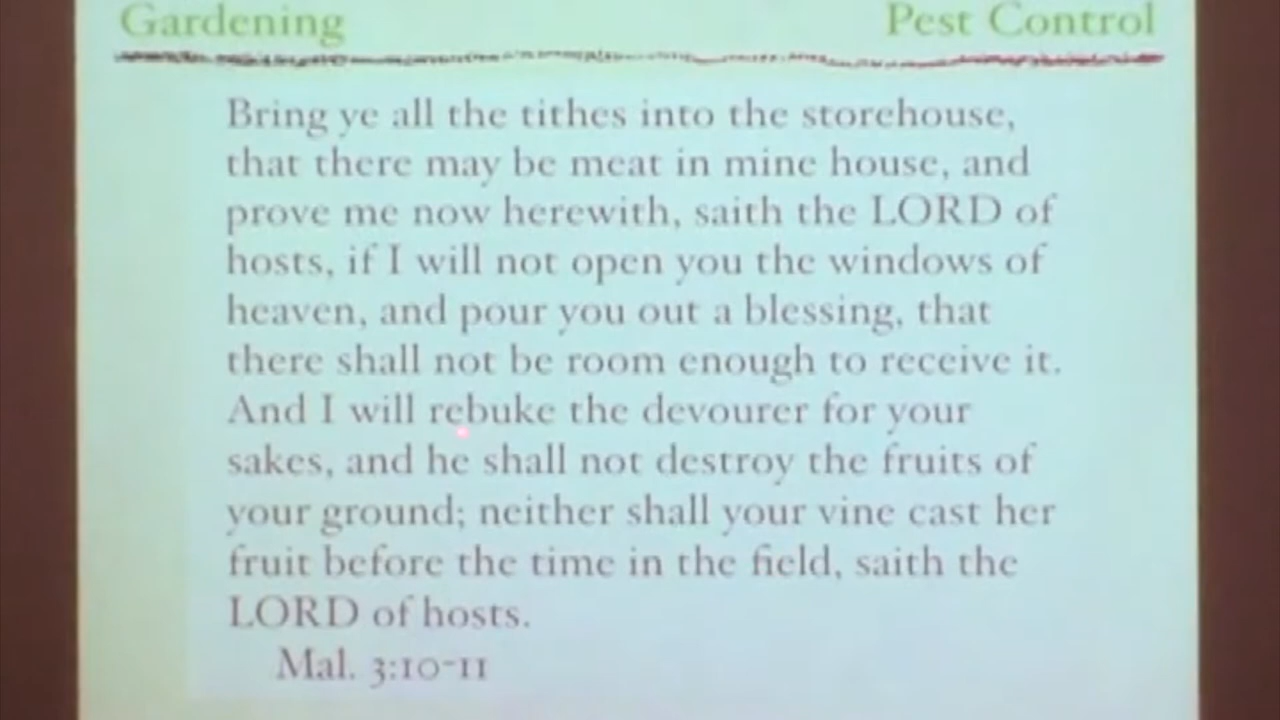 Gardening Pest Control
Bring ye all the tithes into the storehouse,
that there may be meat in mine house, and
prove me now herewith, saith the LORD of
hosts, if I will not open you the windows of
heaven, and pour you out a blessing, that
there shall not be room enough to receive it.
And I will rebuke the devourer for your
sakes, and he shall not destroy the fruits of
your ground; neither shall your vine cast her
fruit before the time in the field, saith the
LORD of hosts.
Mal. 3:10-11